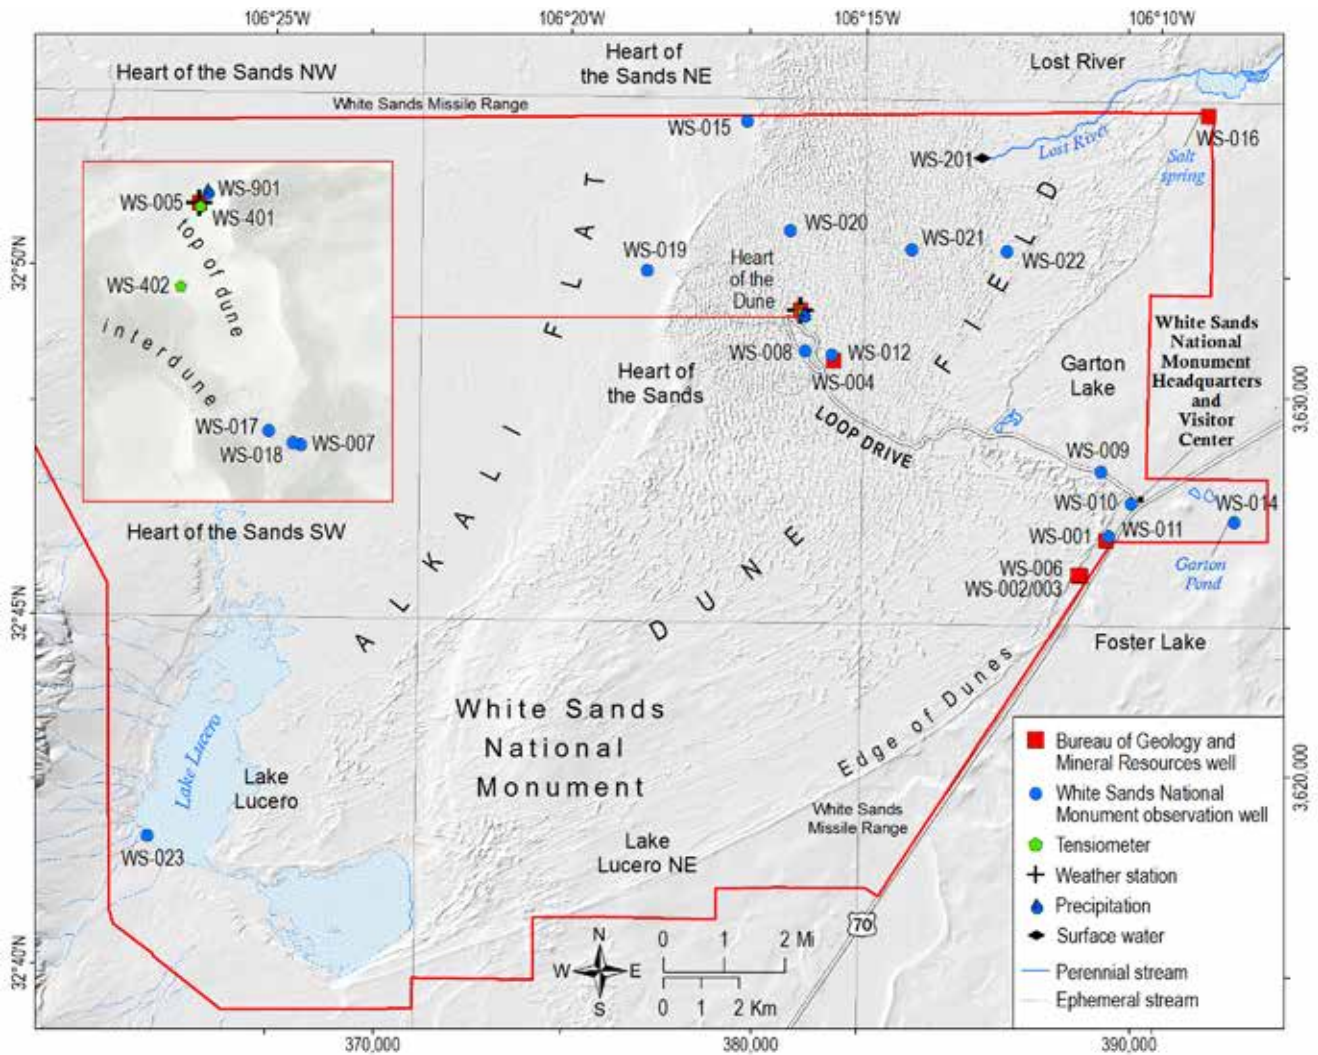 106°25'W
106°20'W
106°15'W
106°10'W
Heart of the Sands NW
Heart of
the Sands NE
Lost River
White Sands Missile Range
WS-015
WS-016
WS-201
Lost River
Salt
spring
WS-901
WS-005
WS-401
top of dune
WS-402
interdune
WS-017
WS-018
WS-007
32°50'N
WS-019
WS-020
WS-021
WS-022
Heart
of the
Dune
WS-008
WS-012
WS-004
Heart of
the Sands
LOOP DRIVE
ALKALI FLAT
DUNE FIELD
Garton
Lake
White Sands
National
Monument
Headquarters
and
Visitor
Center
3,630,000
WS-009
WS-010
WS-014
WS-001
WS-011
WS-006
WS-002/003
Garton
Pond
Heart of the Sands SW
32°45'N
Foster Lake
Edge of Dunes
White Sands
National
Monument
Lake Lucero
Lake
Lucero
WS-023
White Sands
Missile Range
Lake
Lucero NE
3,620,000
32°40'N
70
N
W
E
S
0 1 2 Mi
0 1 2 Km
Bureau of Geology and
Mineral Resources well
White Sands National
Monument observation well
Tensiometer
Weather station
Precipitation
Surface water
Perennial stream
Ephemeral stream
370,000
380,000
390,000